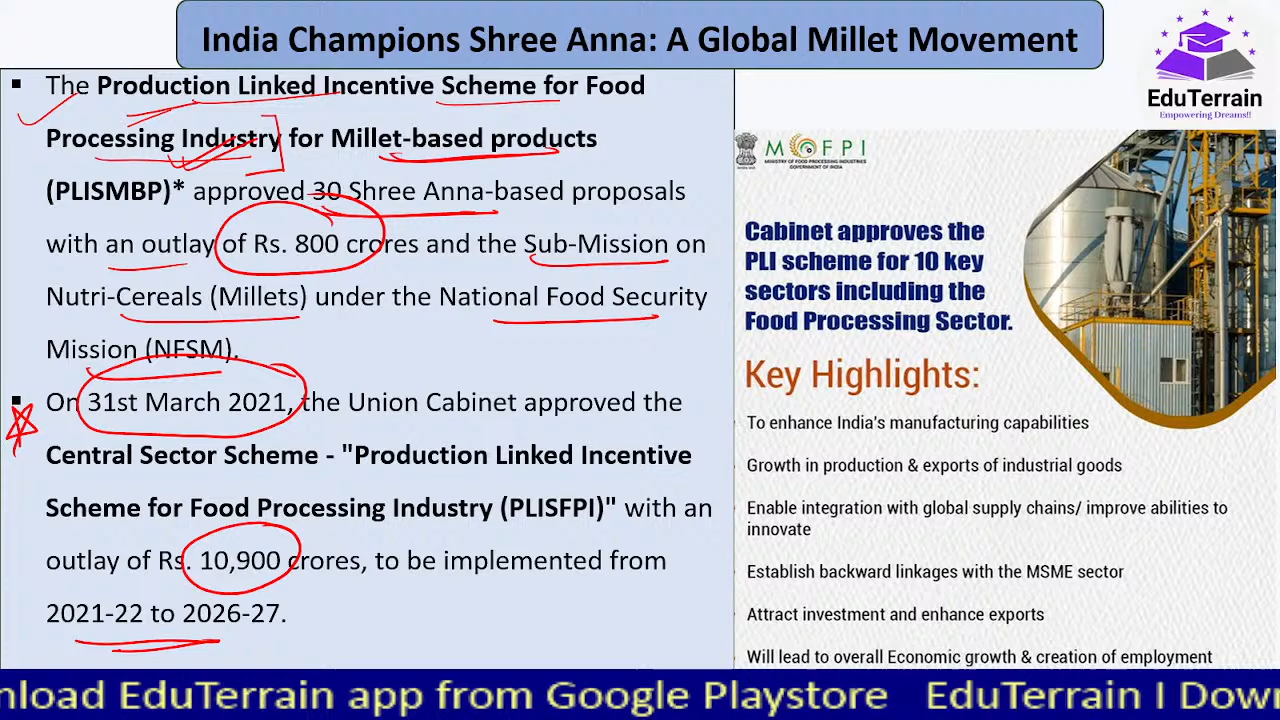 India Champions Shree Anna: A Global Millet Movement
EduTerrain
Empowering Dreams!!
▪ The Production Linked Incentive Scheme for Food
Processing Industry for Millet-based products
(PLISMBP)* approved 30 Shree Anna-based proposals
with an outlay of Rs. 800 crores and the Sub-Mission on
Nutri-Cereals (Millets) under the National Food Security
Mission (NFSM).
▪ On 31st March 2021, the Union Cabinet approved the
Central Sector Scheme - "Production Linked Incentive
Scheme for Food Processing Industry (PLISFPI)" with an
outlay of Rs. 10,900 crores, to be implemented from
2021-22 to 2026-27.
MOFPI
MINISTRY OF FOOD PROCESSING INDUSTRIES
GOVERNMENT OF INDIA
Cabinet approves the
PLI scheme for 10 key
sectors including the
Food Processing Sector.
Key Highlights:
To enhance India's manufacturing capabilities
Growth in production & exports of industrial goods
Enable integration with global supply chains/ improve abilities to
innovate
Establish backward linkages with the MSME sector
Attract investment and enhance exports
Will lead to overall Economic growth & creation of employment
nload EduTerrain app from Google Playstore EduTerrain I Down